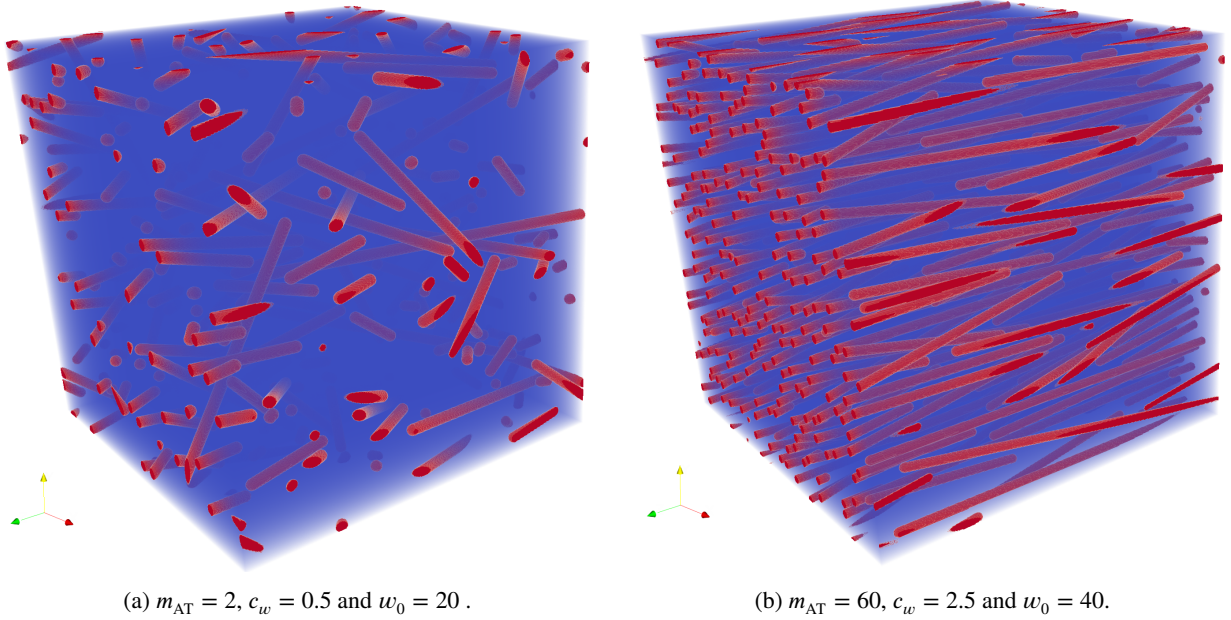 (a) m_AT = 2, c_w = 0.5 and w_0 = 20 .
(b) m_AT = 60, c_w = 2.5 and w_0 = 40.